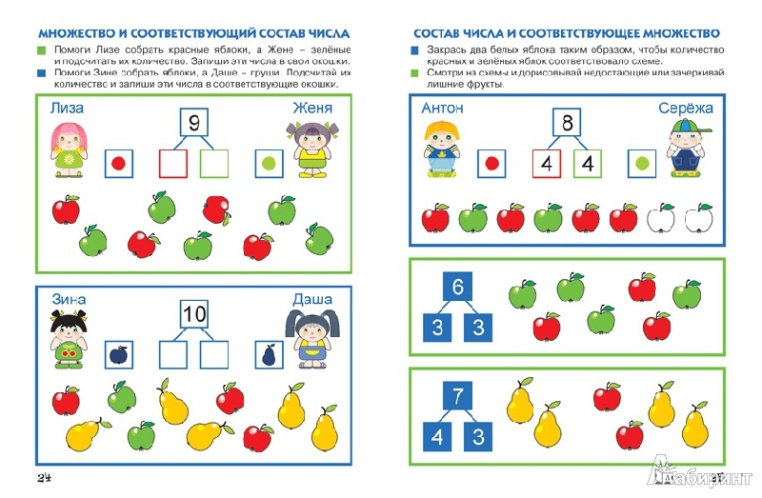 МНОЖЕСТВО И СООТВЕТСТВУЮЩИЙ СОСТАВ ЧИСЛА
Помоги Лизе собрать красные яблоки, а Жене – зелёные
и подсчитать их количество. Запиши эти числа в свои окошки.
Помоги Зине собрать яблоки, а Даше – груши. Подсчитай их
количество и запиши эти числа в соответствующие окошки.
Лиза
Женя
9
Зина
Даша
10
24
СОСТАВ ЧИСЛА И СООТВЕТСТВУЮЩЕЕ МНОЖЕСТВО
Закрась два белых яблока таким образом, чтобы количество
красных и зелёных яблок соответствовало схеме.
Смотри на схемы и дорисовывай недостающие или зачеркивай
лишние фрукты.
Антон
Серёжа
8
4 4
6
3 3
7
4 3
Лабиринт